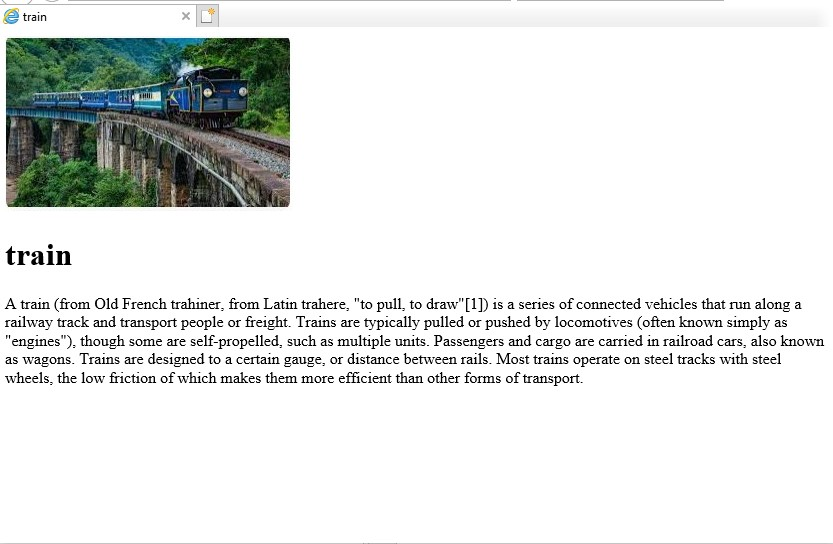 train
train
A train (from Old French trahiner, from Latin trahere, "to pull, to draw"[1]) is a series of connected vehicles that run along a
railway track and transport people or freight. Trains are typically pulled or pushed by locomotives (often known simply as
"engines"), though some are self-propelled, such as multiple units. Passengers and cargo are carried in railroad cars, also known
as wagons. Trains are designed to a certain gauge, or distance between rails. Most trains operate on steel tracks with steel
wheels, the low friction of which makes them more efficient than other forms of transport.